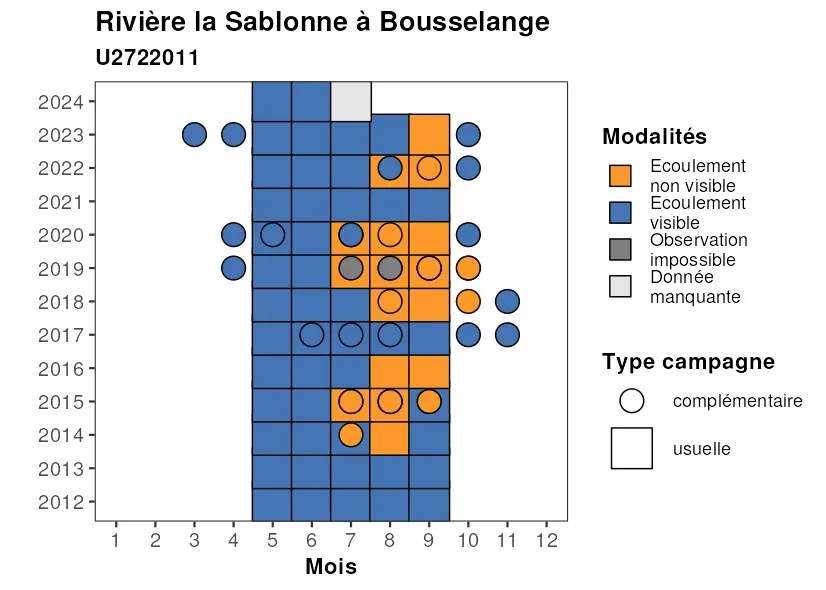 Rivière la Sablonne à Bousselange
U2722011
2024
2023
2022
2021
2020
2019
2018
2017
2016
2015
2014
2013
2012
1 2 3 4 5 6 7 8 9 10 11 12
Mois
Modalités
Ecoulement
non visible
Ecoulement
visible
Observation
impossible
Donnée
manquante
Type campagne
complémentaire
usuelle